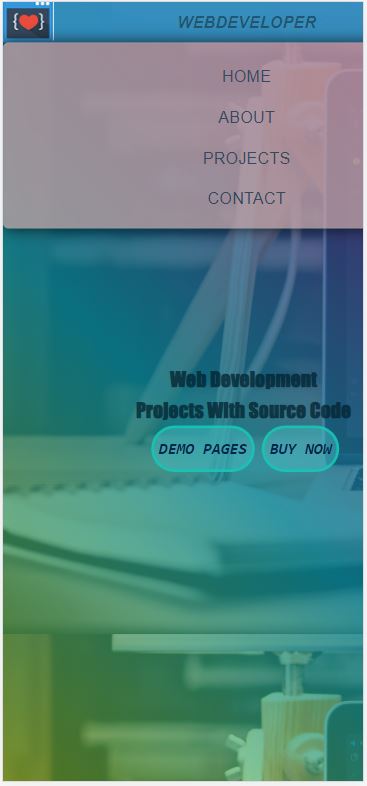 { }
WEBDEVELOPER
HOME
ABOUT
PROJECTS
CONTACT
Web Development
Projects With Source Code
DEMO PAGES BUY NOW